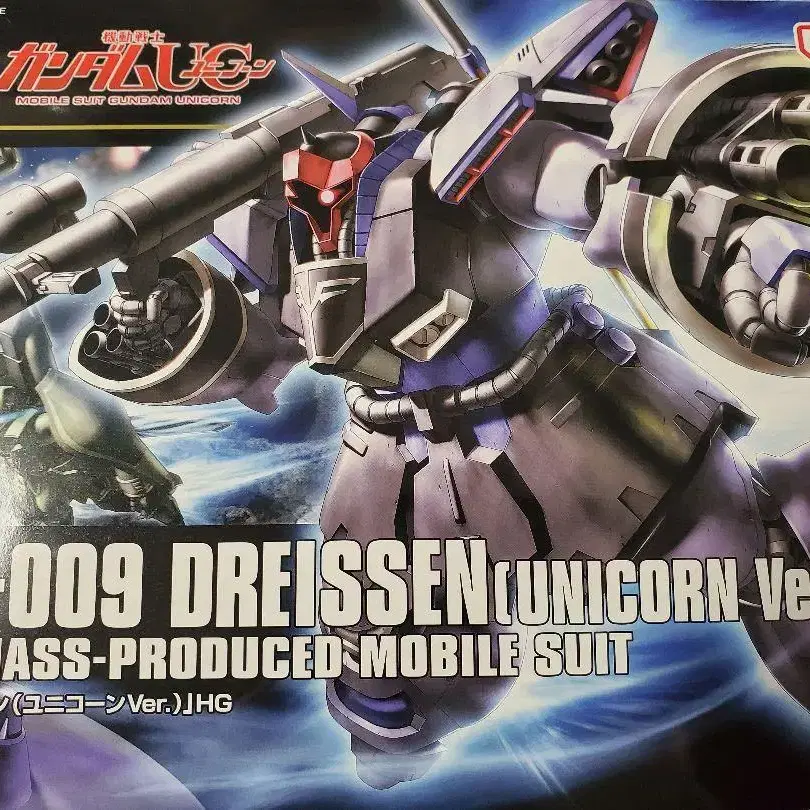 機動戦士
ガンダムUC
ユニコーン
MOBILE SUIT GUNDAM UNICORN
-009 DREISSEN(UNICORN Ve
ASS-PRODUCED MOBILE SUIT
ン(ユニコーンVer.)」HG